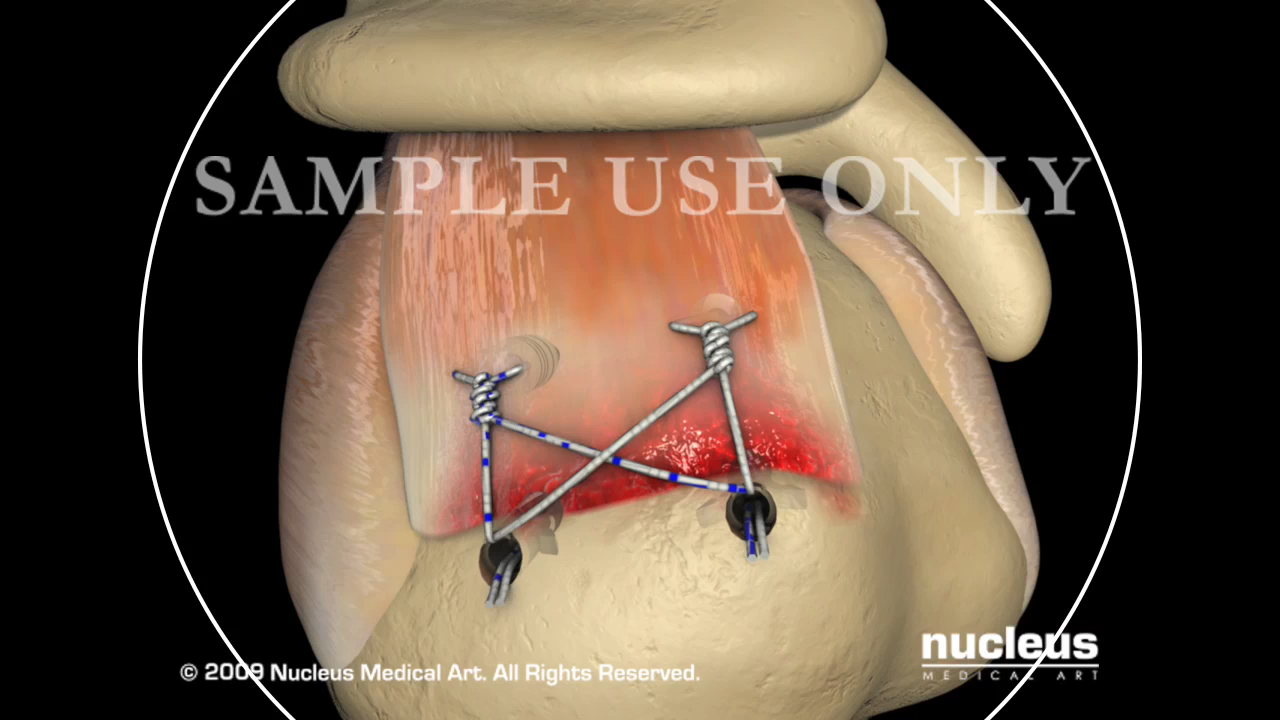 SAMPLE USE ONLY
© 2009 Nucleus Medical Art. All Rights Reserved.
nucleus
MEDICAL ART